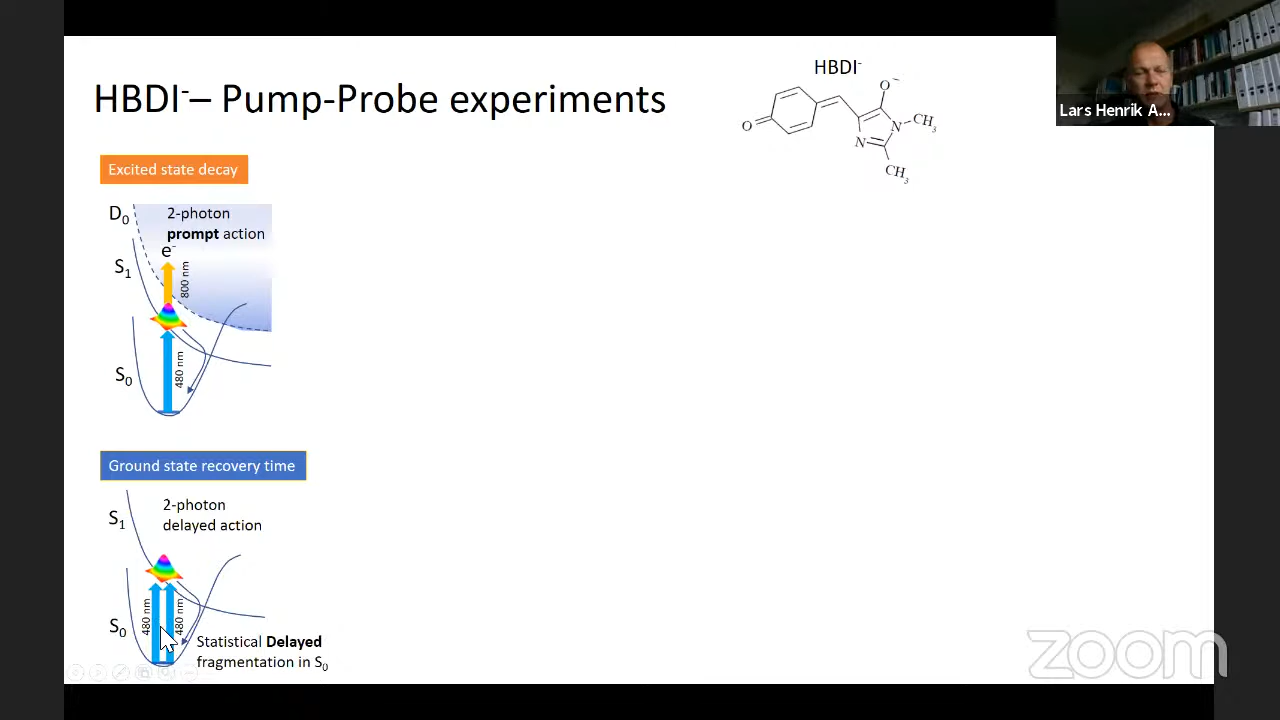 HBDI⁻– Pump-Probe experiments
HBDI⁻
O⁻
O
N
CH₃
N
CH₃
Lars Henrik A...
Excited state decay
D₀
2-photon
prompt action
e⁻
S₁
800 nm
480 nm
S₀
Ground state recovery time
2-photon
S₁
delayed action
480 nm
480 nm
S₀
Statistical Delayed
fragmentation in S₀
zoom